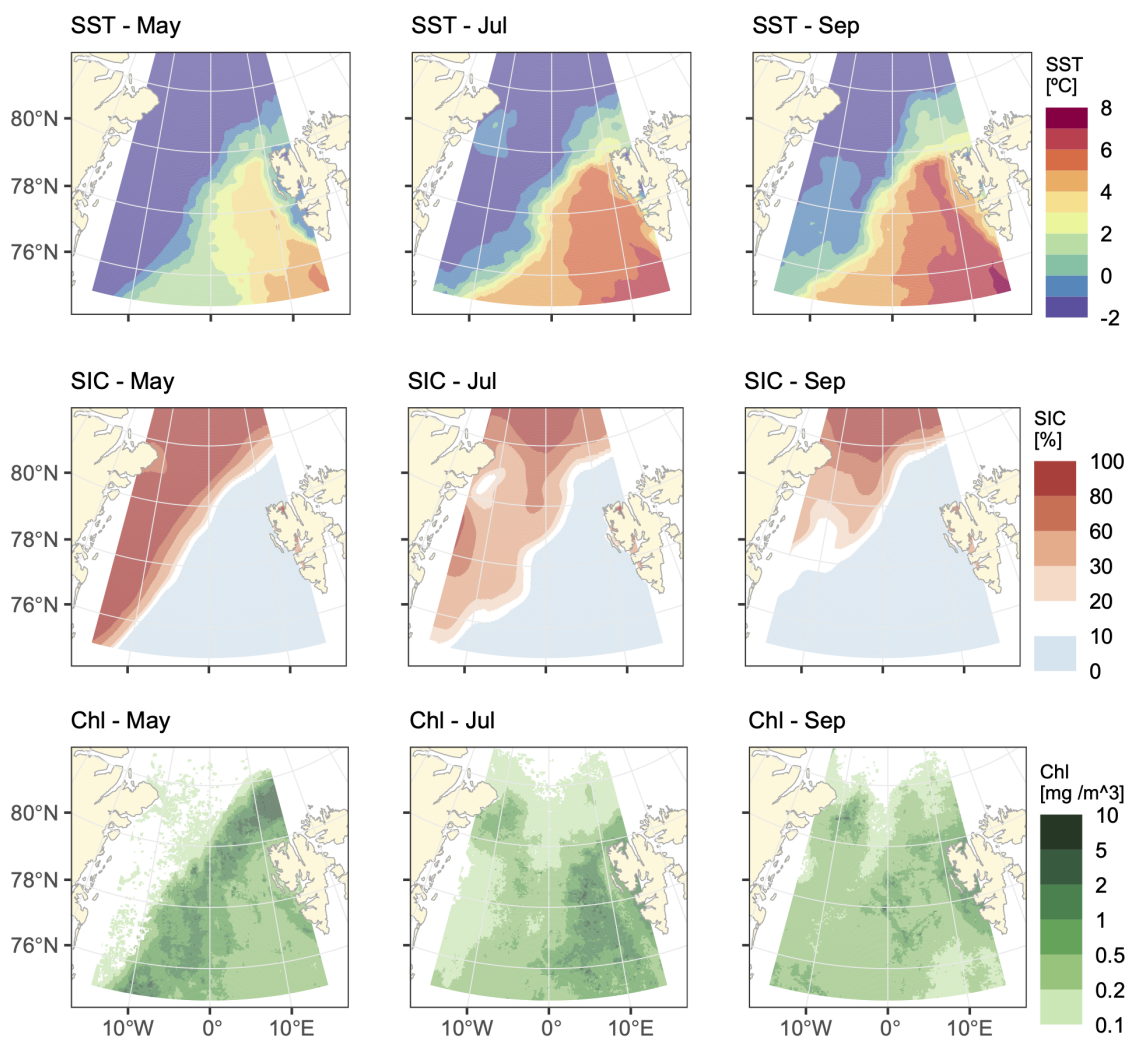 SST - May
SST - Jul
SST - Sep
80°N
78°N
76°N
SST
[ºC]
8
6
4
2
0
-2
SIC - May
SIC - Jul
SIC - Sep
80°N
78°N
76°N
SIC
[%]
100
80
60
30
20
10
0
Chl - May
Chl - Jul
Chl - Sep
80°N
78°N
76°N
10°W
0°
10°E
10°W
0°
10°E
10°W
0°
10°E
Chl
[mg /m^3]
10
5
2
1
0.5
0.2
0.1